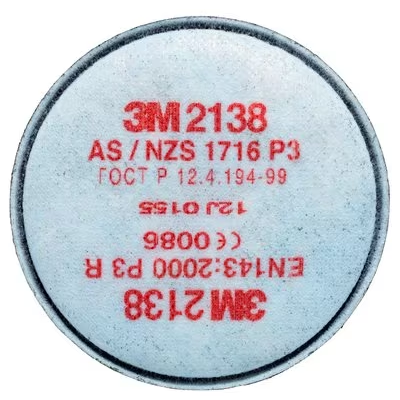 3M 2138
AS / NZS 1716 P3
ГОСТ Р 12.4.194-99
12J 0155
CE 0086
EN143:2000 P3 R
3M 2138